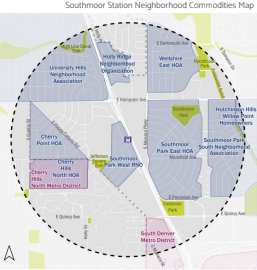 Southmoor Station Neighborhood Commodities Map
High Line Canal
Trail
Holly Ridge
Neighborhood
Organization
Wellshire
East HOA
E Dartmouth Ave
Hutchinson
Park
University Hills
Neighborhood
Association
E Hampden Ave
Southmoor
Park
Hutchinson Hills
Willow Point
Homeowners
Cherry
Point HOA
Southmoor
Park East HOA
Mansfield Ave
Southmoor Park
South Neighborhood
Association
Jefferson
Square
Park
Southmoor
Park West RNO
Cherry
Hills
North HOA
Cherry
Hills
North Metro District
E Princeton Ave
Eastmoor
Park
E Quincy Ave
E Quincy Ave
South Denver
Metro District